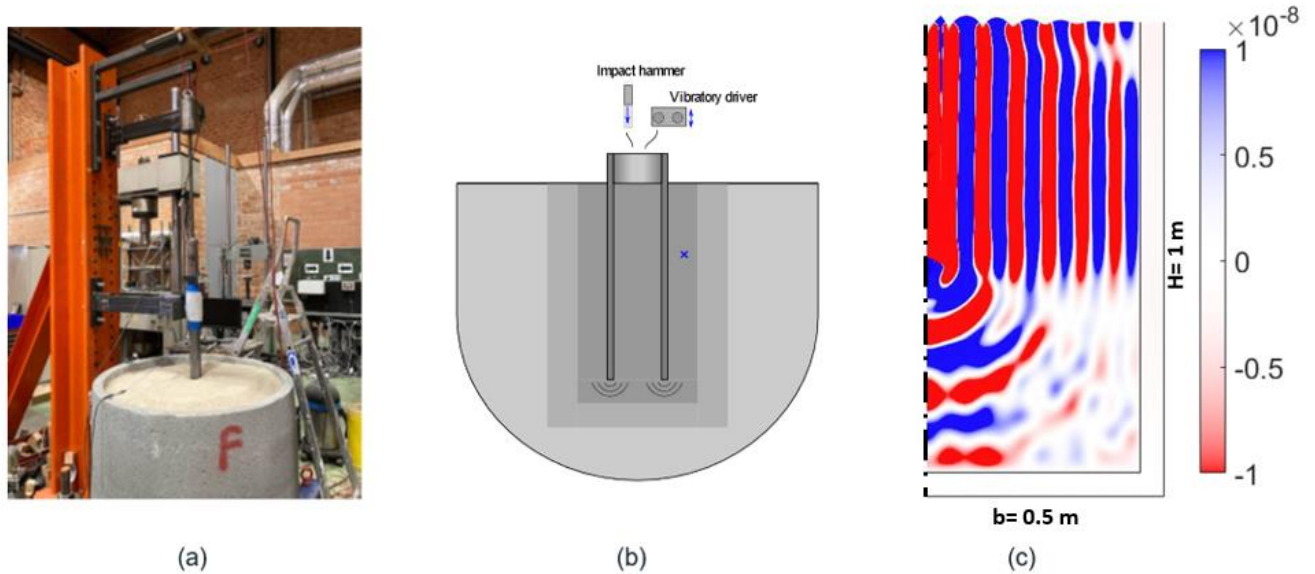 F
(a)
Impact hammer
Vibratory driver
(b)
×10⁻⁸
1
0.5
0
-0.5
-1
H= 1 m
b= 0.5 m
(c)